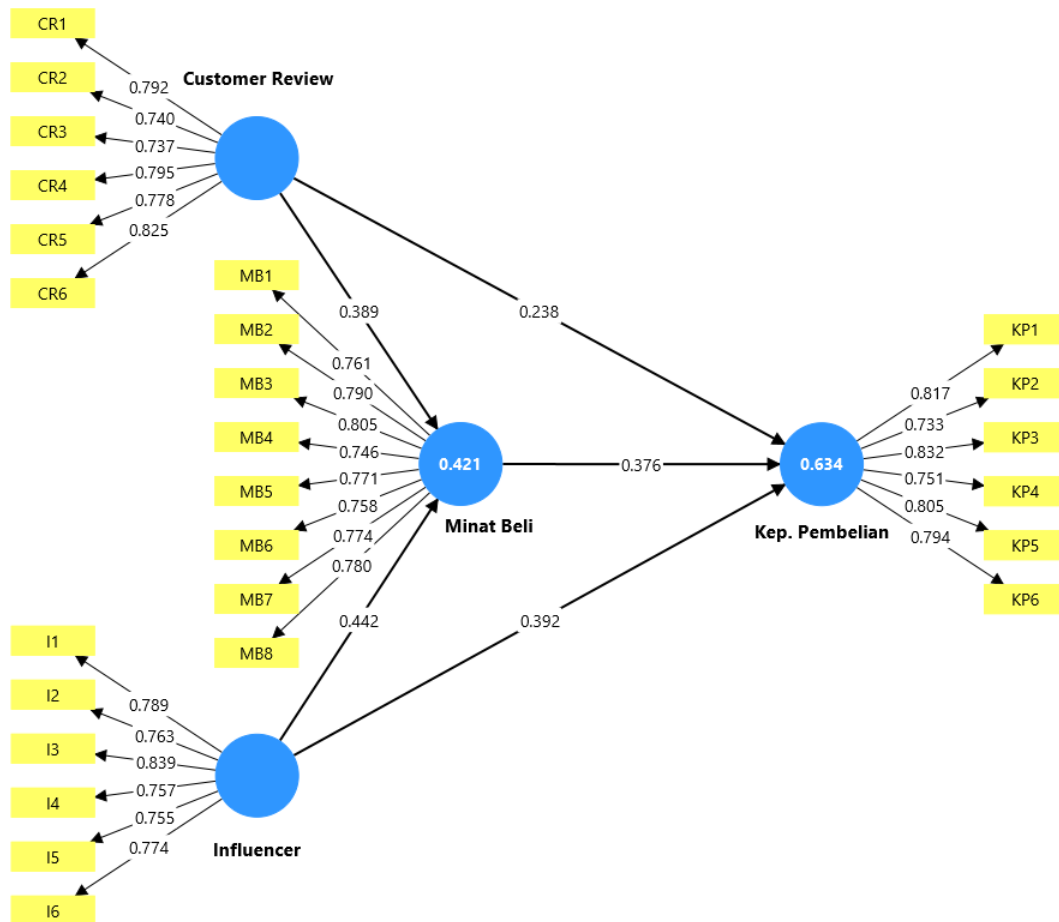 CR1
CR2
CR3
CR4
CR5
CR6
Customer Review
0.792
0.740
0.737
0.795
0.778
0.825
MB1
MB2
MB3
MB4
MB5
MB6
MB7
MB8
0.389
0.238
0.761
0.790
0.805
0.746
0.771
0.758
0.774
0.780
0.421
Minat Beli
0.376
0.634
Kep. Pembelian
0.817
0.733
0.832
0.751
0.805
0.794
KP1
KP2
KP3
KP4
KP5
KP6
0.442
0.392
I1
I2
I3
I4
I5
I6
0.789
0.763
0.839
0.757
0.755
0.774
Influencer